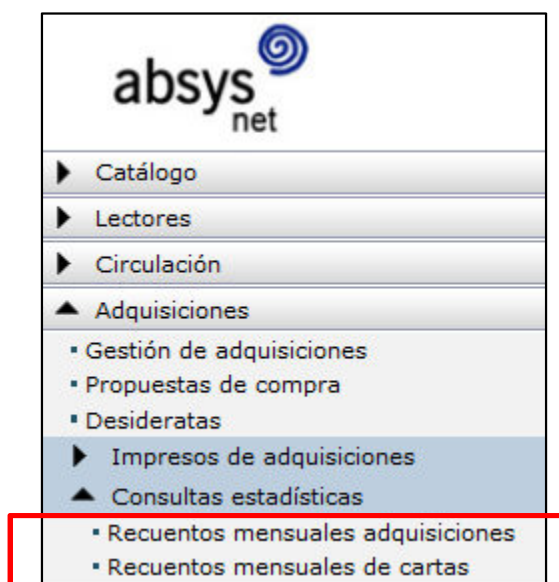 absys
net
Catálogo
Lectores
Circulación
Adquisiciones
Gestión de adquisiciones
Propuestas de compra
Desideratas
Impresos de adquisiciones
Consultas estadísticas
Recuentos mensuales adquisiciones
Recuentos mensuales de cartas